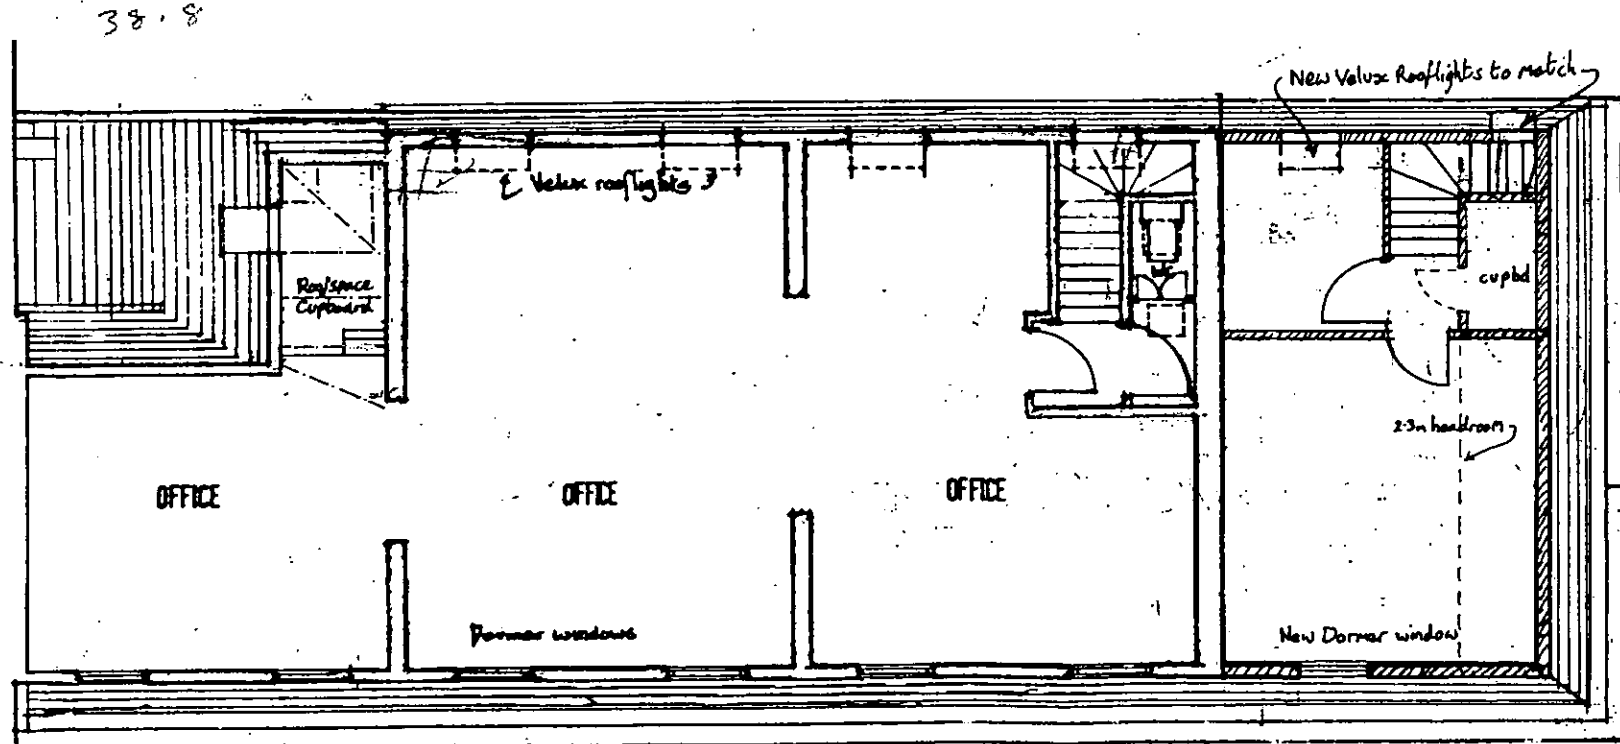 38.8
New Velux Rooflights to match
Velux rooflights
Roofspace
Cupboard
WC
cupbd
2.3m headroom
OFFICE
OFFICE
OFFICE
Dormer windows
New Dormer window